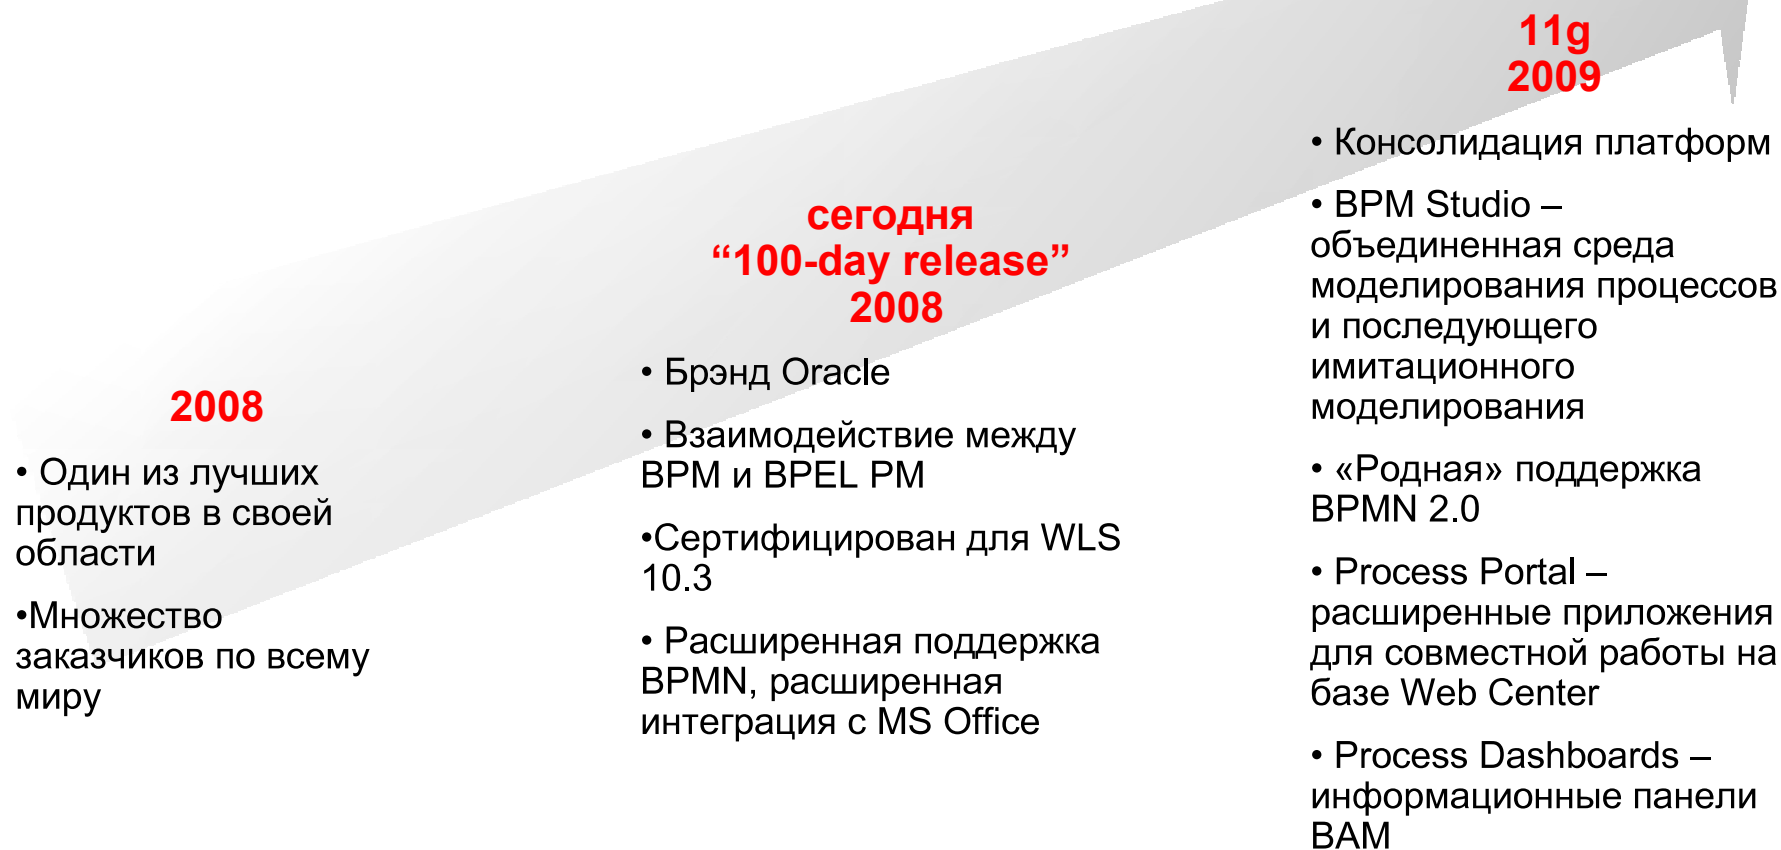 2008
• Один из лучших
продуктов в своей
области
•Множество
заказчиков по всему
миру
сегодня
“100-day release”
2008
• Брэнд Oracle
• Взаимодействие между
BPM и BPEL PM
•Сертифицирован для WLS
10.3
• Расширенная поддержка
BPMN, расширенная
интеграция с MS Office
11g
2009
• Консолидация платформ
• BPM Studio –
объединенная среда
моделирования процессов
и последующего
имитационного
моделирования
• «Родная» поддержка
BPMN 2.0
• Process Portal –
расширенные приложения
для совместной работы на
базе Web Center
• Process Dashboards –
информационные панели
BAM